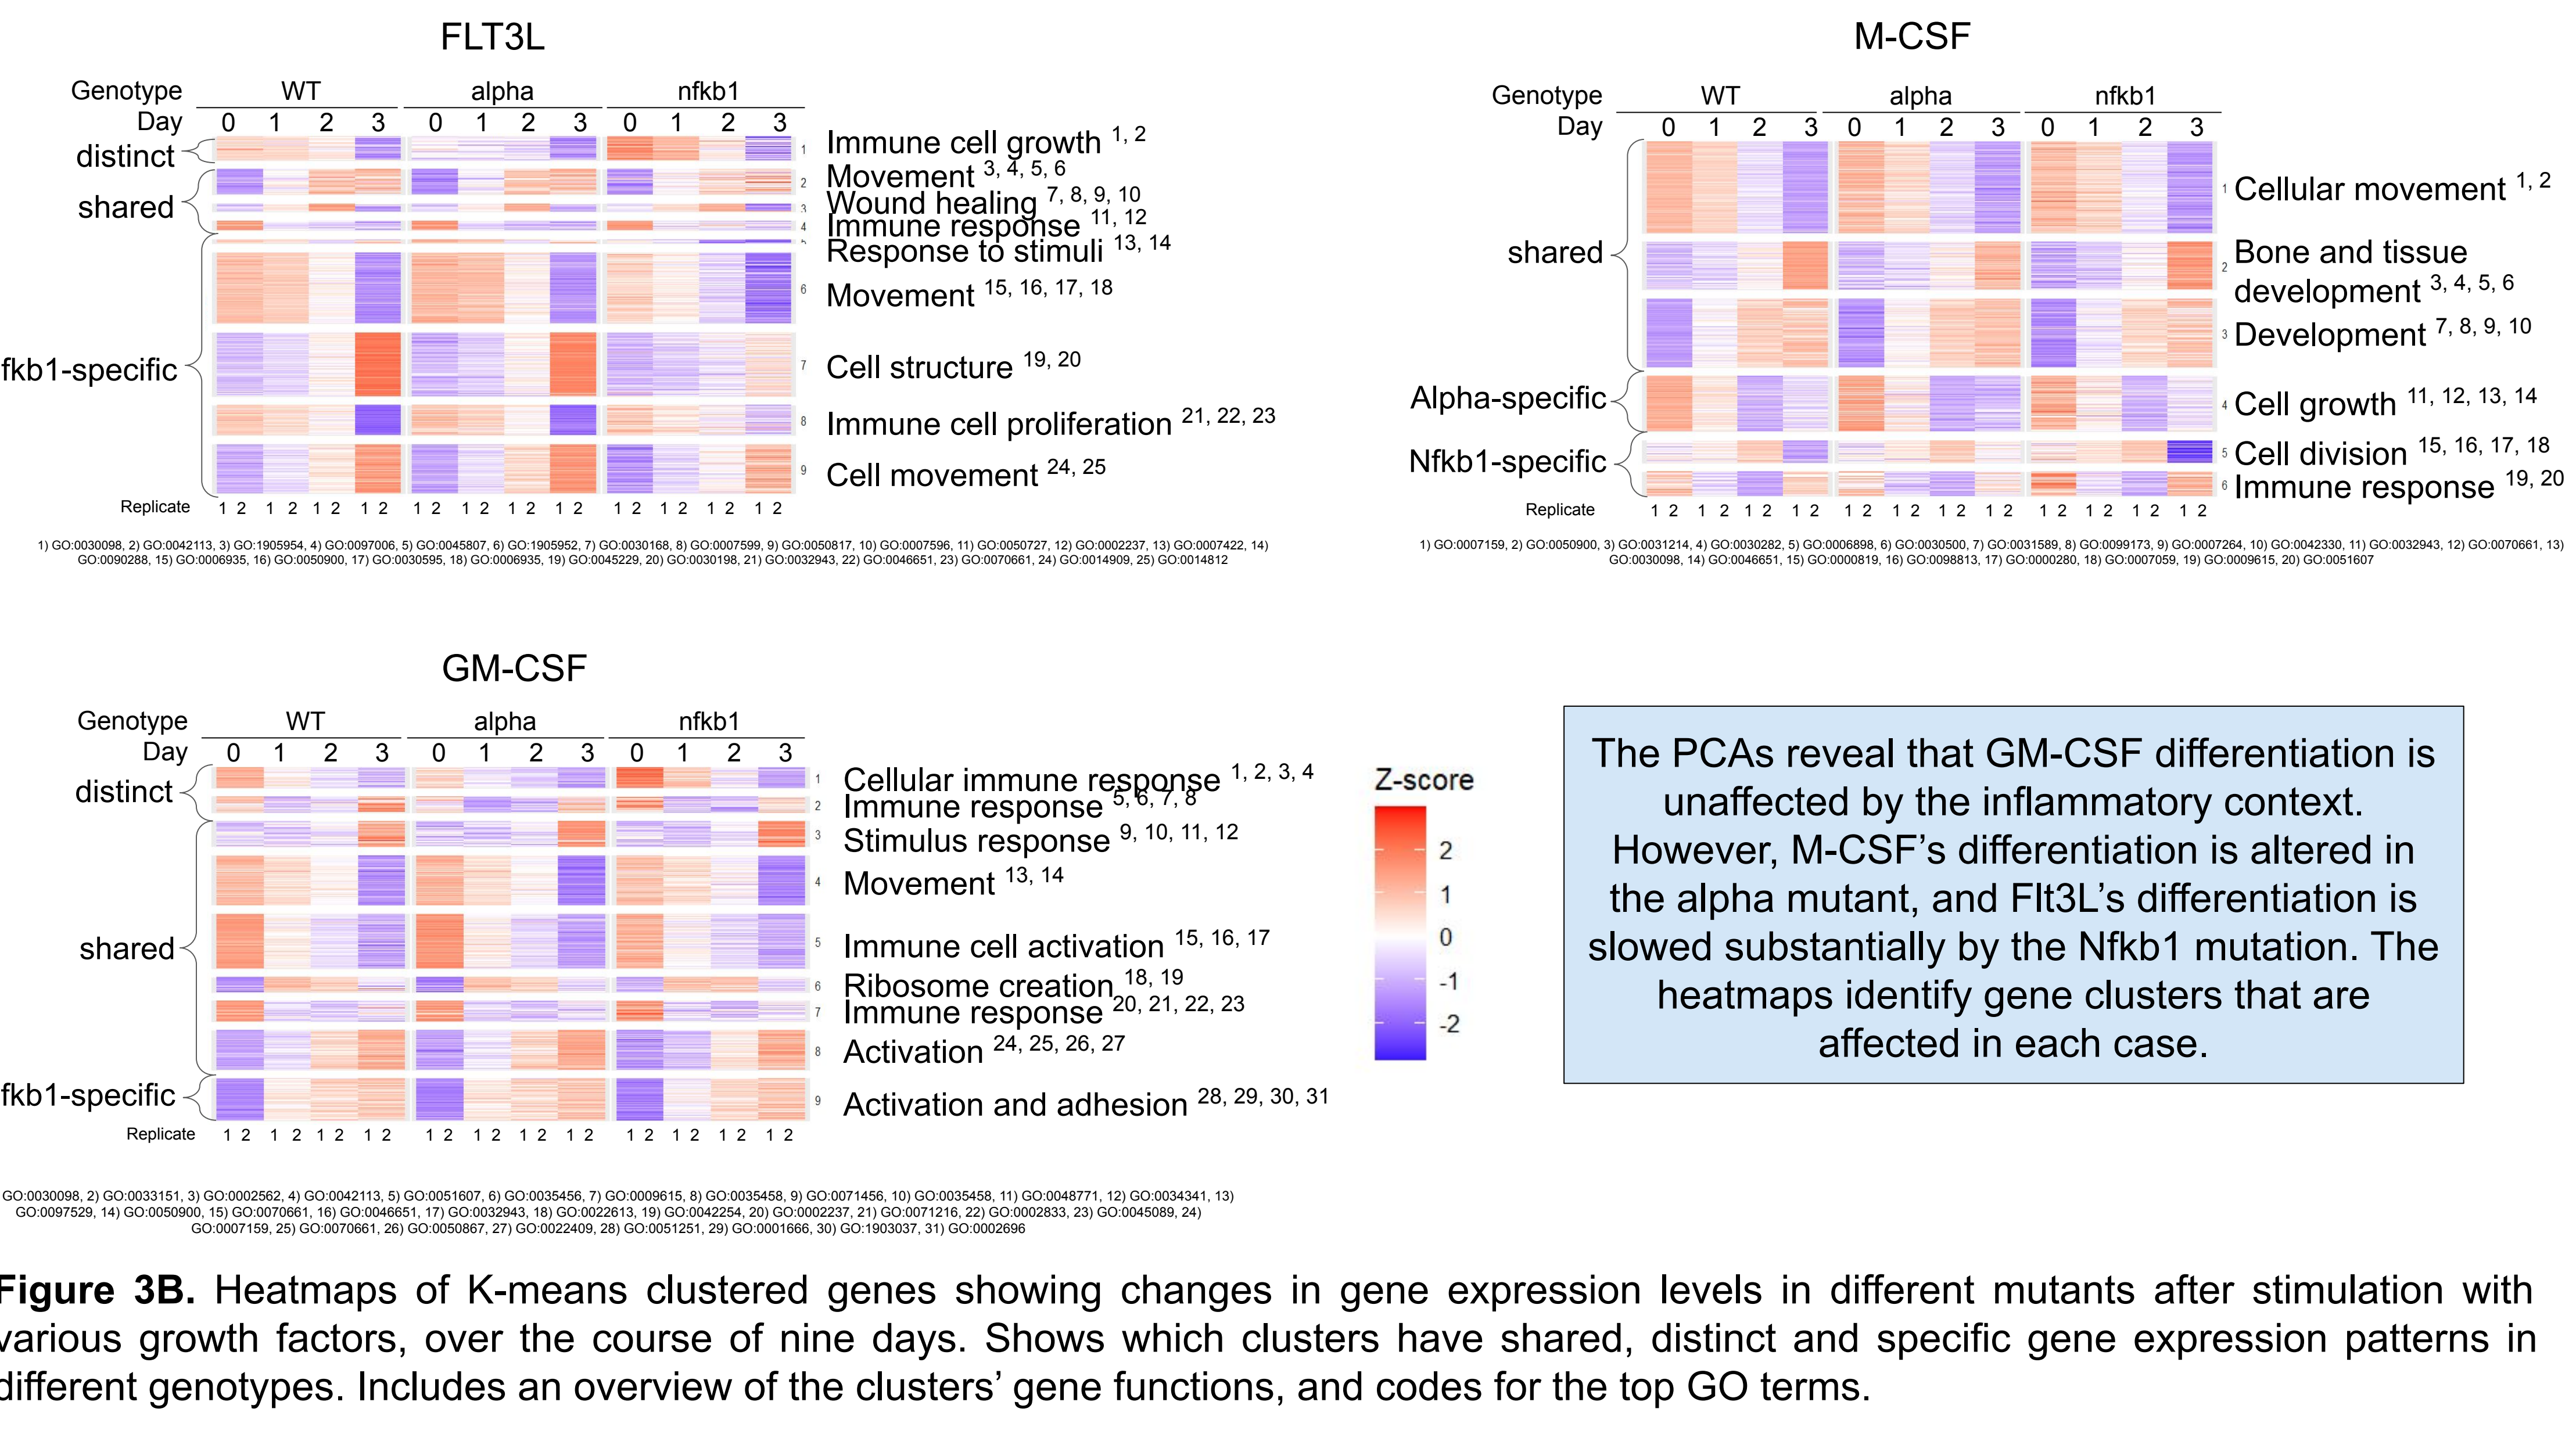 FLT3L
Genotype WT alpha nfkb1
Day 0 1 2 3 0 1 2 3 0 1 2 3
distinct
shared
fkb1-specific
1 Immune cell growth 1, 2
2 Movement 3, 4, 5, 6
3 Wound healing 7, 8, 9, 10
4 Immune response 11, 12
Response to stimuli 13, 14
6 Movement 15, 16, 17, 18
7 Cell structure 19, 20
8 Immune cell proliferation 21, 22, 23
9 Cell movement 24, 25
Replicate 1 2 1 2 1 2 1 2 1 2 1 2 1 2 1 2 1 2 1 2 1 2 1 2
1) GO:0030098, 2) GO:0042113, 3) GO:1905954, 4) GO:0097006, 5) GO:0045807, 6) GO:1905952, 7) GO:0030168, 8) GO:0007599, 9) GO:0050817, 10) GO:0007596, 11) GO:0050727, 12) GO:0002237, 13) GO:0007422, 14)
GO:0090288, 15) GO:0006935, 16) GO:0050900, 17) GO:0030595, 18) GO:0006935, 19) GO:0045229, 20) GO:0030198, 21) GO:0032943, 22) GO:0046651, 23) GO:0070661, 24) GO:0014909, 25) GO:0014812
M-CSF
Genotype WT alpha nfkb1
Day 0 1 2 3 0 1 2 3 0 1 2 3
shared
Alpha-specific
Nfkb1-specific
1 Cellular movement 1, 2
2 Bone and tissue
development 3, 4, 5, 6
3 Development 7, 8, 9, 10
4 Cell growth 11, 12, 13, 14
5 Cell division 15, 16, 17, 18
6 Immune response 19, 20
Replicate 1 2 1 2 1 2 1 2 1 2 1 2 1 2 1 2 1 2 1 2 1 2 1 2
1) GO:0007159, 2) GO:0050900, 3) GO:0031214, 4) GO:0030282, 5) GO:0006898, 6) GO:0030500, 7) GO:0031589, 8) GO:0099173, 9) GO:0007264, 10) GO:0042330, 11) GO:0032943, 12) GO:0070661, 13)
GO:0030098, 14) GO:0046651, 15) GO:0000819, 16) GO:0098813, 17) GO:0000280, 18) GO:0007059, 19) GO:0009615, 20) GO:0051607
GM-CSF
Genotype WT alpha nfkb1
Day 0 1 2 3 0 1 2 3 0 1 2 3
distinct
shared
fkb1-specific
1 Cellular immune response 1, 2, 3, 4
2 Immune response 5, 6, 7, 8
3 Stimulus response 9, 10, 11, 12
4 Movement 13, 14
5 Immune cell activation 15, 16, 17
6 Ribosome creation 18, 19
7 Immune response 20, 21, 22, 23
8 Activation 24, 25, 26, 27
9 Activation and adhesion 28, 29, 30, 31
Replicate 1 2 1 2 1 2 1 2 1 2 1 2 1 2 1 2 1 2 1 2 1 2 1 2
GO:0030098, 2) GO:0033151, 3) GO:0002562, 4) GO:0042113, 5) GO:0051607, 6) GO:0035456, 7) GO:0009615, 8) GO:0035458, 9) GO:0071456, 10) GO:0035458, 11) GO:0048771, 12) GO:0034341, 13)
GO:0097529, 14) GO:0050900, 15) GO:0070661, 16) GO:0046651, 17) GO:0032943, 18) GO:0022613, 19) GO:0042254, 20) GO:0002237, 21) GO:0071216, 22) GO:0002833, 23) GO:0045089, 24)
GO:0007159, 25) GO:0070661, 26) GO:0050867, 27) GO:0022409, 28) GO:0051251, 29) GO:0001666, 30) GO:1903037, 31) GO:0002696
Z-score
2
1
0
-1
-2
The PCAs reveal that GM-CSF differentiation is
unaffected by the inflammatory context.
However, M-CSF’s differentiation is altered in
the alpha mutant, and Flt3L’s differentiation is
slowed substantially by the Nfkb1 mutation. The
heatmaps identify gene clusters that are
affected in each case.
Figure 3B. Heatmaps of K-means clustered genes showing changes in gene expression levels in different mutants after stimulation with
various growth factors, over the course of nine days. Shows which clusters have shared, distinct and specific gene expression patterns in
different genotypes. Includes an overview of the clusters’ gene functions, and codes for the top GO terms.